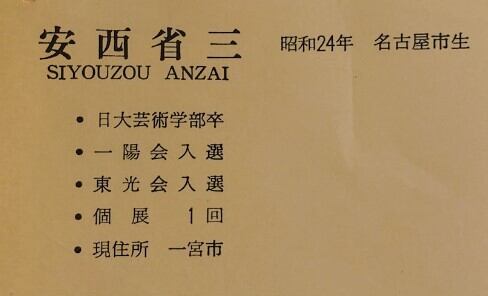 安西省三 昭和24年 名古屋市生
SIYOUZOU ANZAI
• 日大芸術学部卒
• 一陽会入選
• 東光会入選
• 個展 1回
• 現住所 一宮市